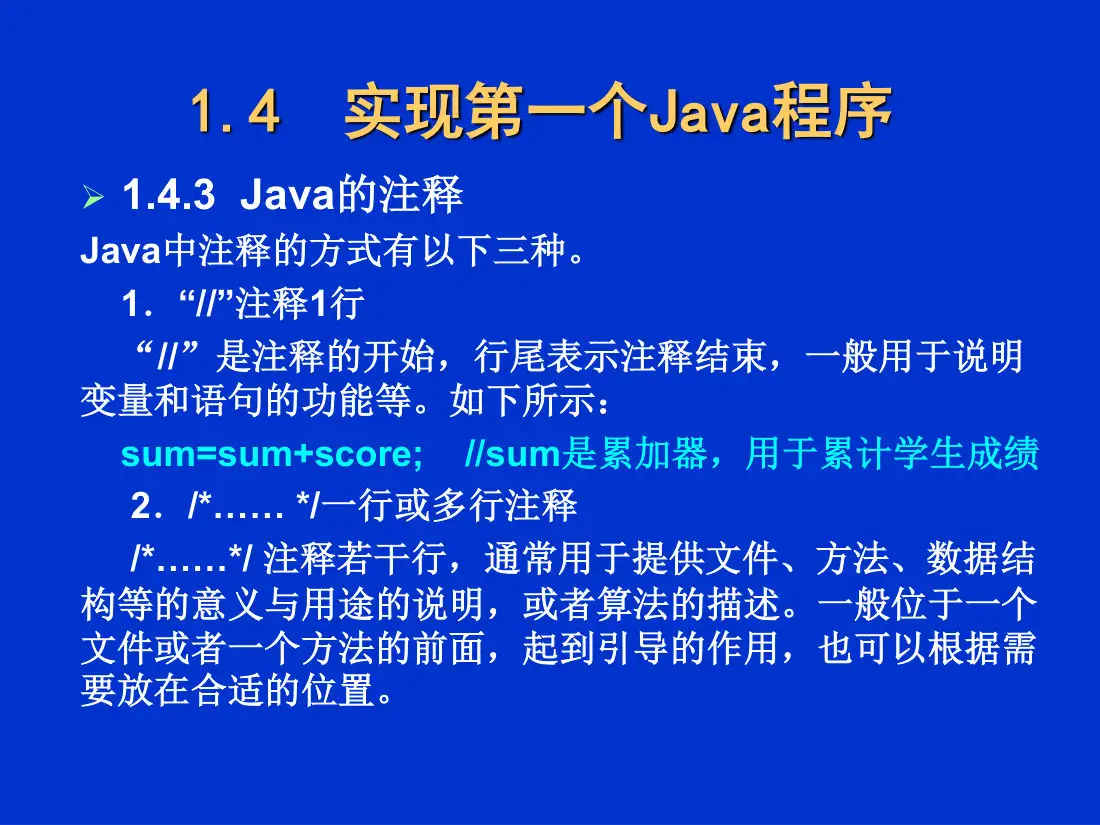 1.4 实现第一个Java程序
1.4.3 Java的注释
Java中注释的方式有以下三种。
1．“//”注释1行
“//”是注释的开始，行尾表示注释结束，一般用于说明
变量和语句的功能等。如下所示：
sum=sum+score; //sum是累加器，用于累计学生成绩
2．/*…… */一行或多行注释
/*……*/ 注释若干行，通常用于提供文件、方法、数据结
构等的意义与用途的说明，或者算法的描述。一般位于一个
文件或者一个方法的前面，起到引导的作用，也可以根据需
要放在合适的位置。